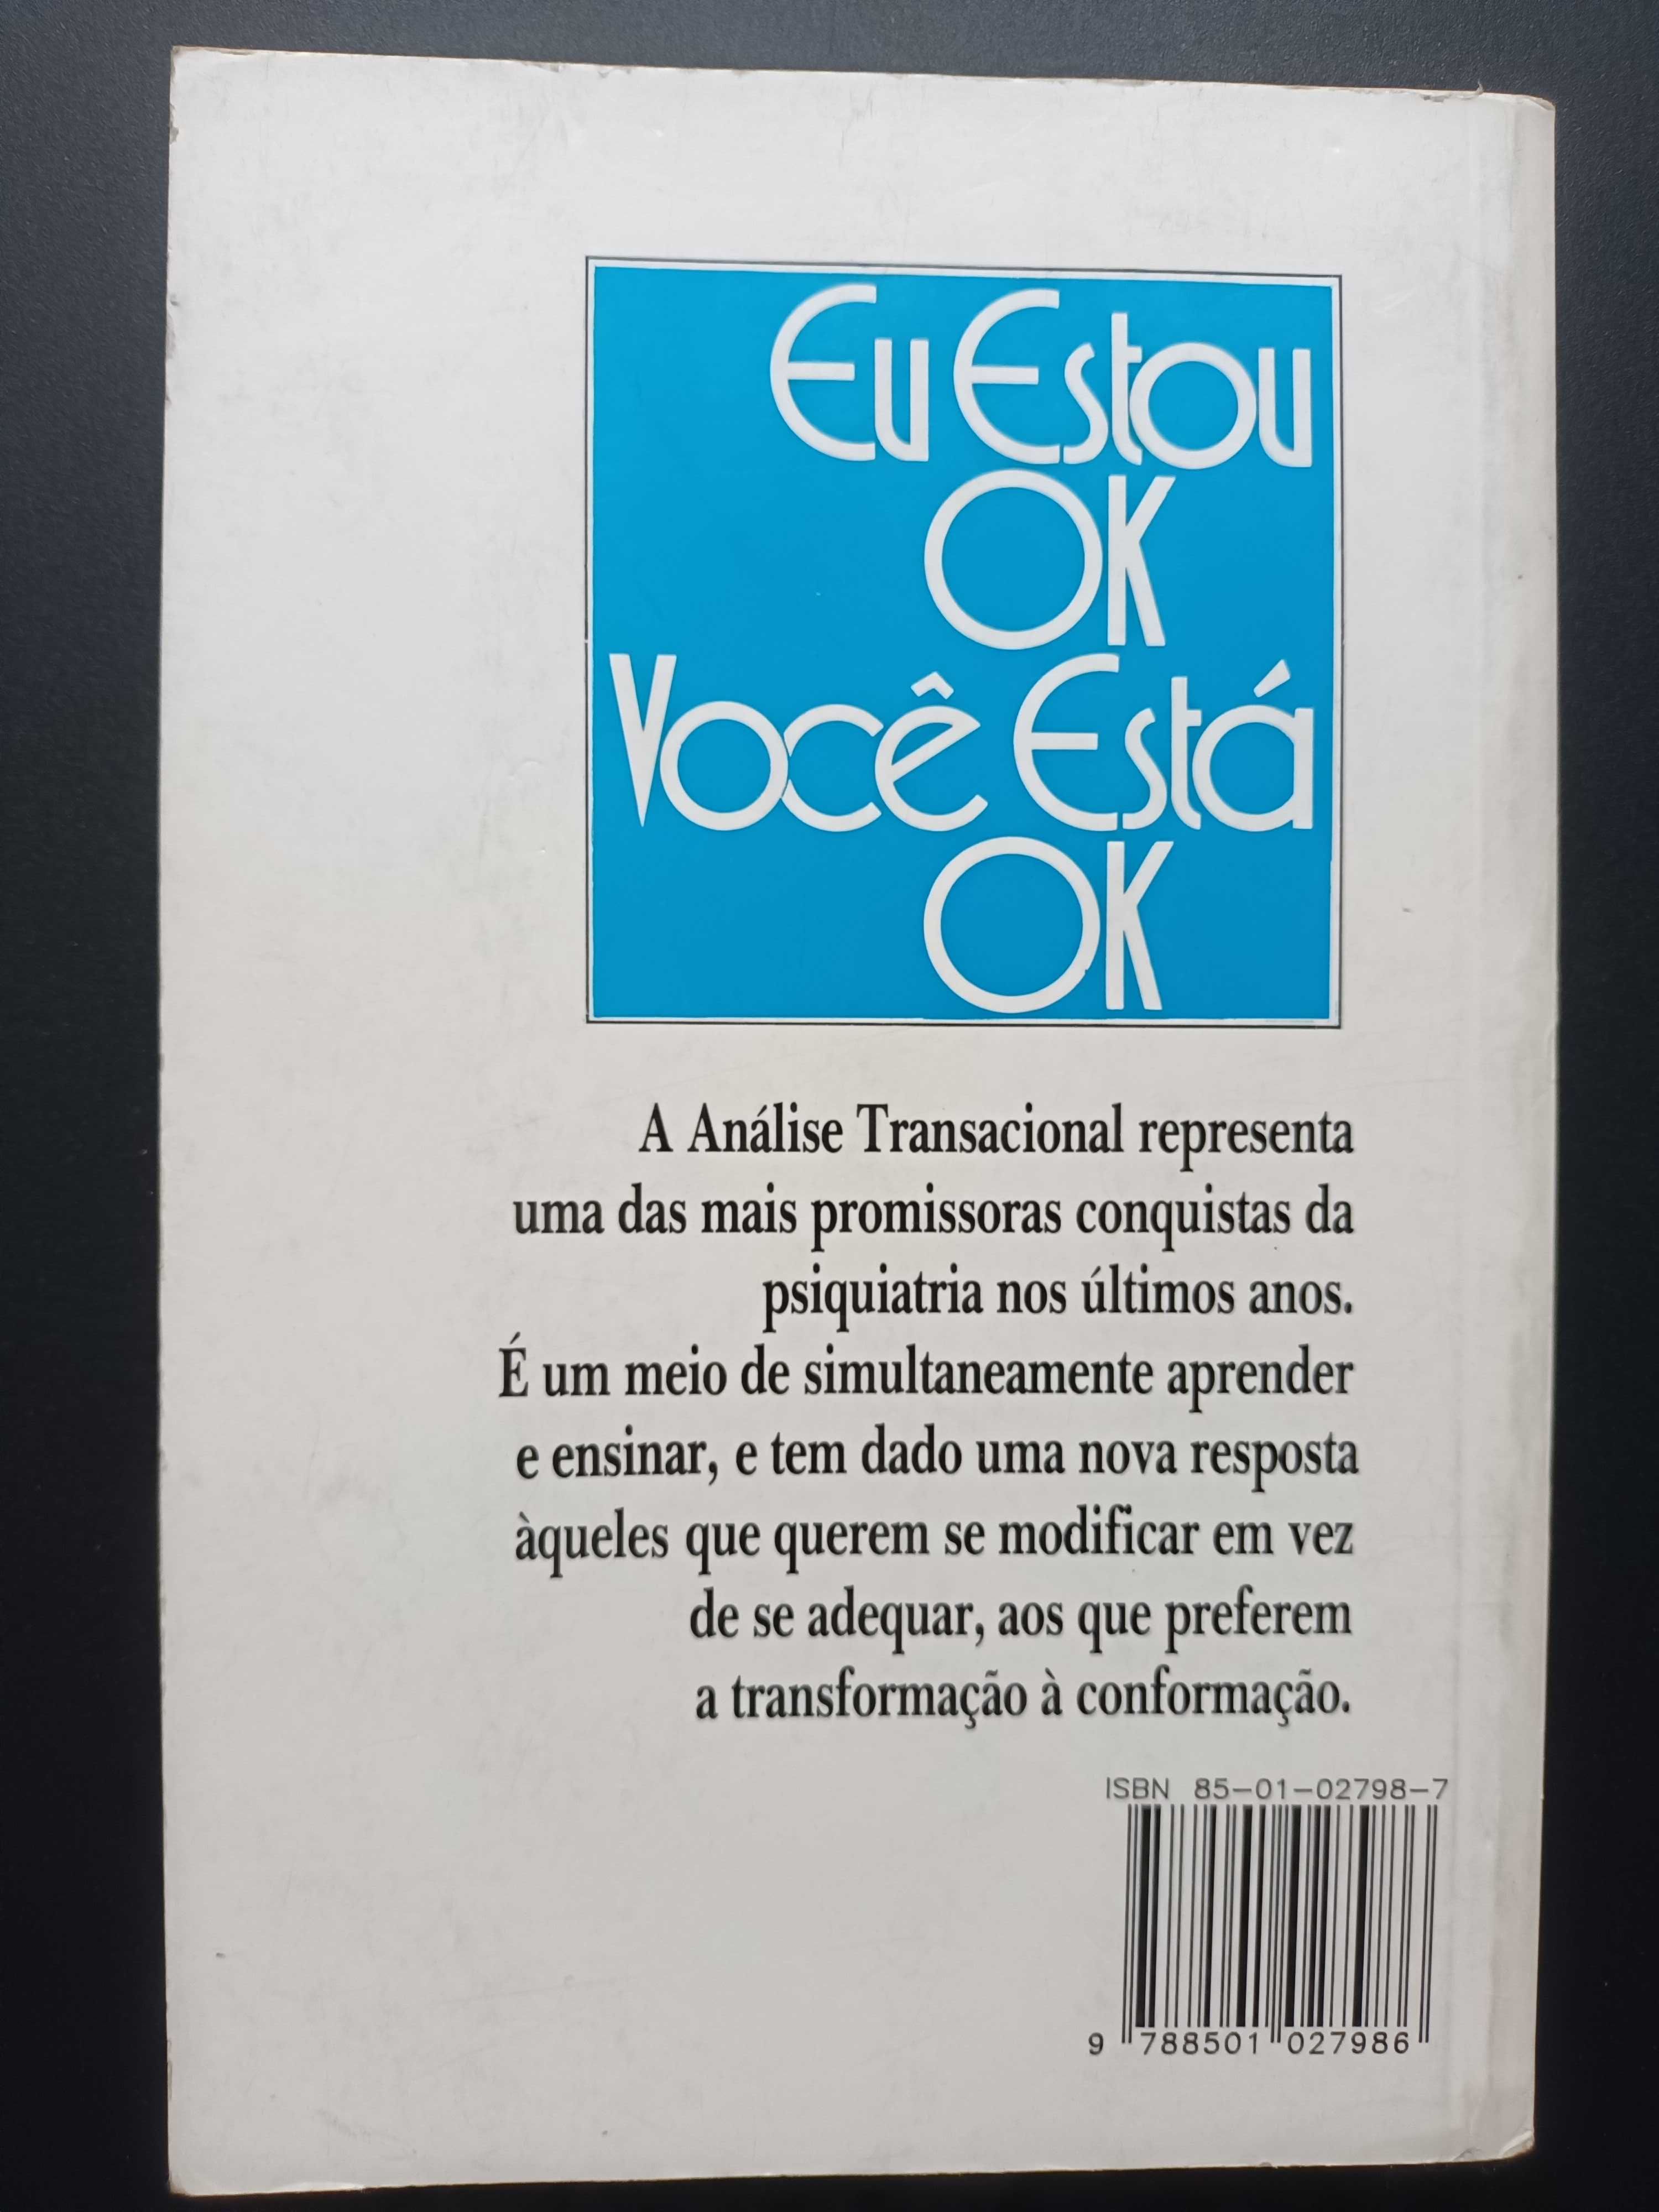 Eu Estou
OK
Você Está
OK
A Análise Transacional representa
uma das mais promissoras conquistas da
psiquiatria nos últimos anos.
É um meio de simultaneamente aprender
e ensinar, e tem dado uma nova resposta
àqueles que querem se modificar em vez
de se adequar, aos que preferem
a transformação à conformação.
ISBN 85-01-02798-7
9 788501 027986